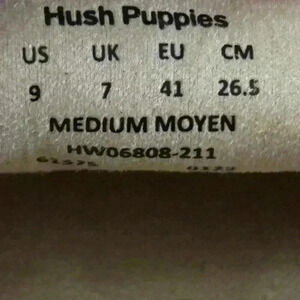 Hush Puppies
US UK EU CM
9 7 41 26.5
MEDIUM MOYEN
HW06808-211